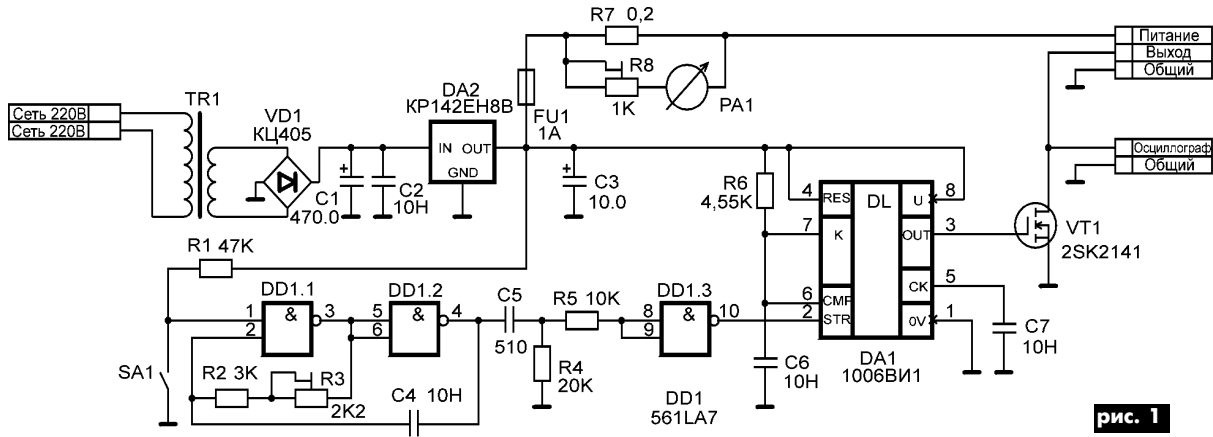 R7 0,2
Питание
Выход
Общий
R8
1K
PA1
TR1
DA2
КР142ЕН8В
FU1
1A
Сеть 220В
Сеть 220В
VD1
КЦ405
IN OUT
GND
Осциллограф
Общий
+
C1
470.0
C2
10Н
+
C3
10.0
R6
4,55K
4
RES
DL
U
8
7
K
OUT
3
VT1
2SK2141
R1 47K
CK
5
6
CMP
2
STR
0V
1
DD1.1
DD1.2
C5
R5 10K
DD1.3
1
2
&
3
5
6
&
4
510
8
9
&
10
C7
10Н
SA1
R2 3K
R3
2K2
C4 10Н
R4
20K
C6
10Н
DA1
1006ВИ1
DD1
561LA7
рис. 1